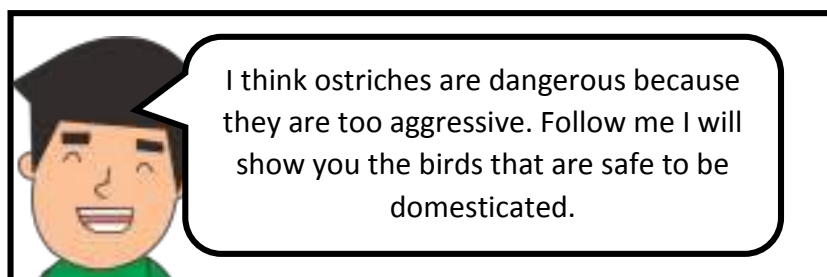 I think ostriches are dangerous because
they are too aggressive. Follow me I will
show you the birds that are safe to be
domesticated.